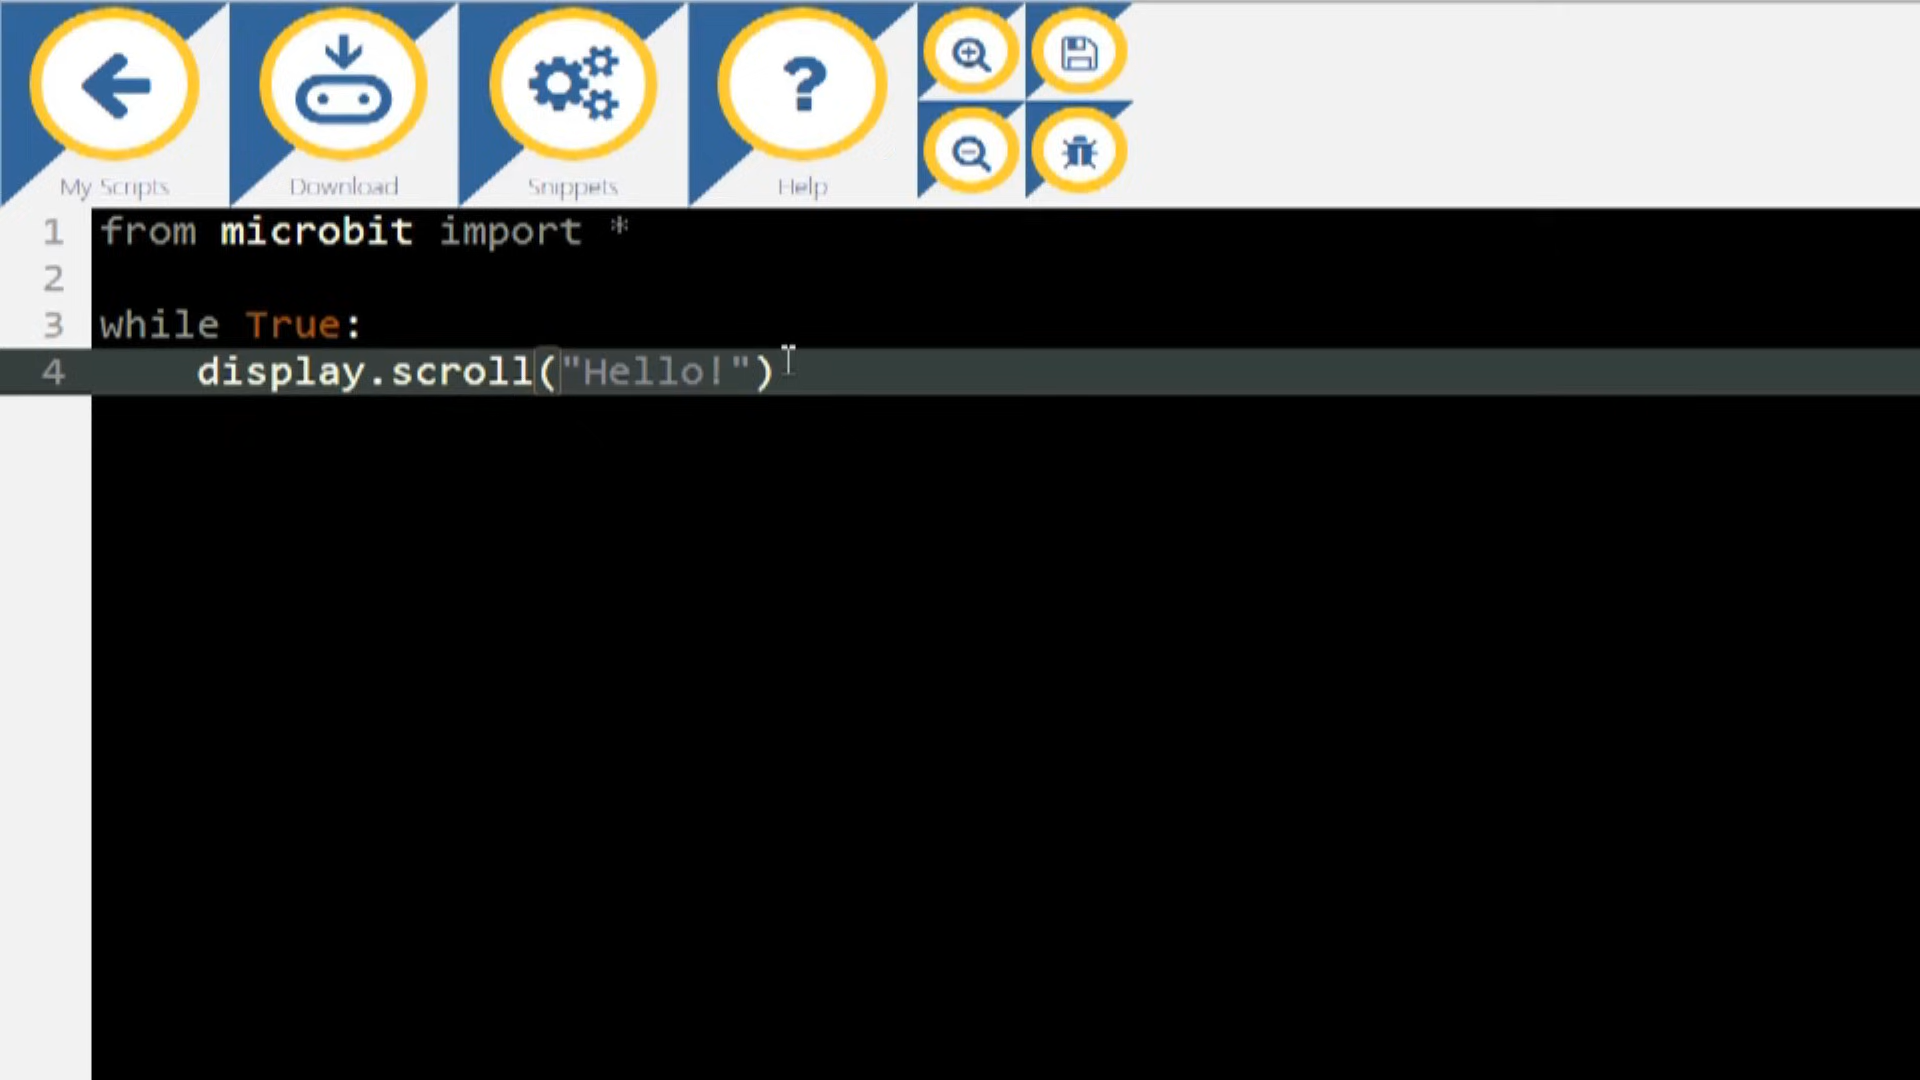 My Scripts
Download
Snippets
?
Help
1 from microbit import *
2
3 while True:
4     display.scroll("Hello!")